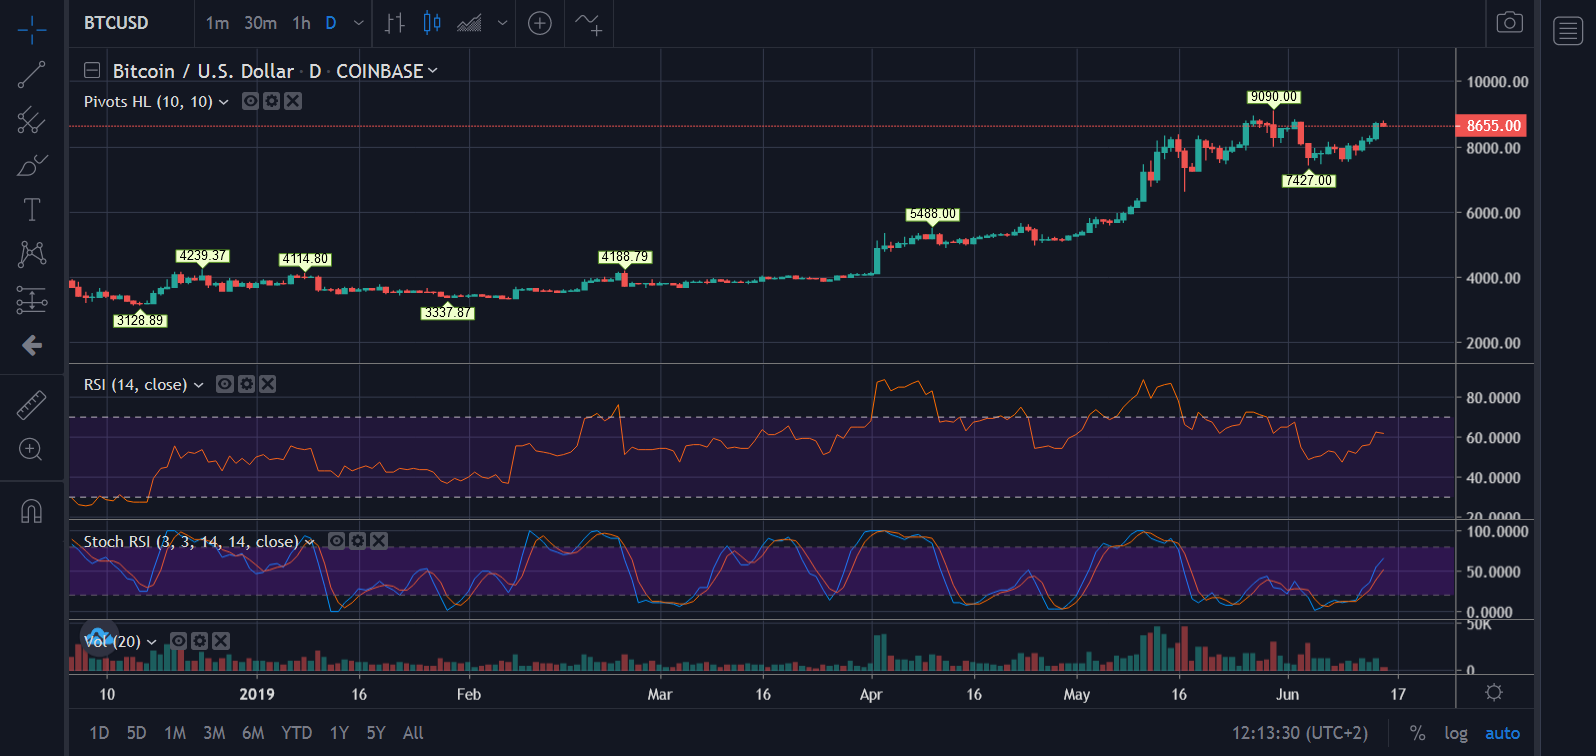 BTCUSD 1m 30m 1h D
Bitcoin / U.S. Dollar · D · COINBASE
Pivots HL (10, 10)
10000.00
9090.00
8655.00
8000.00
7427.00
6000.00
5488.00
4239.37
4114.80
4188.79
4000.00
3128.89
3337.87
2000.00
RSI (14, close)
80.0000
60.0000
40.0000
20.0000
Stoch RSI (3, 3, 14, 14, close)
100.0000
50.0000
0.0000
Vol (20)
50K
0
10 2019 16 Feb Mar 16 Apr 16 May 16 Jun 17
1D 5D 1M 3M 6M YTD 1Y 5Y All 12:13:30 (UTC+2) % log auto